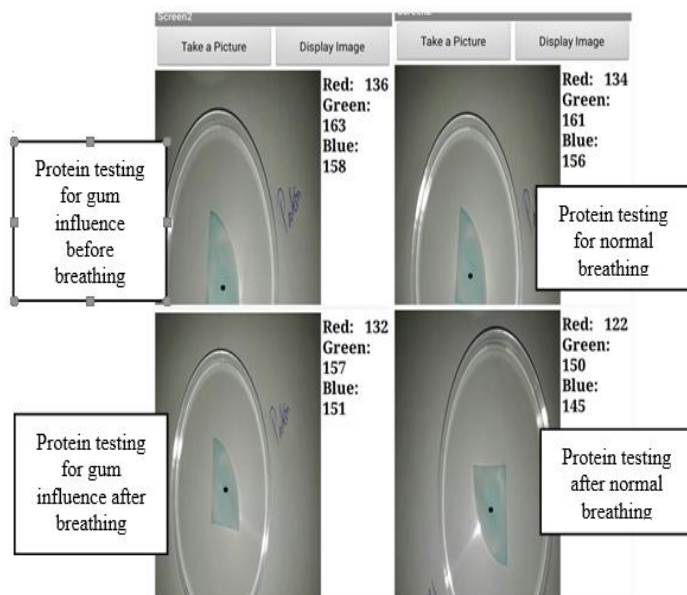 Screen2
Take a Picture
Display Image
Take a Picture
Display Image
Red: 136
Green:
163
Blue:
158
Red: 134
Green:
161
Blue:
156
Protein testing
for gum
influence
before
breathing
Protein testing
for normal
breathing
Red: 132
Green:
157
Blue:
151
Red: 122
Green:
150
Blue:
145
Protein testing
for gum
influence after
breathing
Protein testing
after normal
breathing